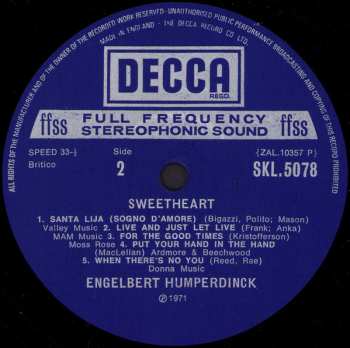 ALL RIGHTS OF THE MANUFACTURER AND OF THE OWNER OF THE RECORDED WORK RESERVED · UNAUTHORISED PUBLIC PERFORMANCE BROADCASTING AND COPYING OF THIS RECORD PROHIBITED
MADE IN ENGLAND · THE DECCA RECORD CO LTD.
DECCA
REGD.
ffss FULL FREQUENCY ffss
STEREOPHONIC SOUND
SPEED 33-⅓ Side (ZAL.10357 P)
Britico 2 SKL.5078
SWEETHEART
1. SANTA LIJA (SOGNO D'AMORE) (Bigazzi, Polito; Mason)
Valley Music 2. LIVE AND JUST LET LIVE (Frank; Anka)
MAM Music 3. FOR THE GOOD TIMES (Kristofferson)
Moss Rose 4. PUT YOUR HAND IN THE HAND
(MacLellan) Ardmore & Beechwood
5. WHEN THERE'S NO YOU (Reed, Rae)
Donna Music
ENGELBERT HUMPERDINCK
Ⓟ 1971